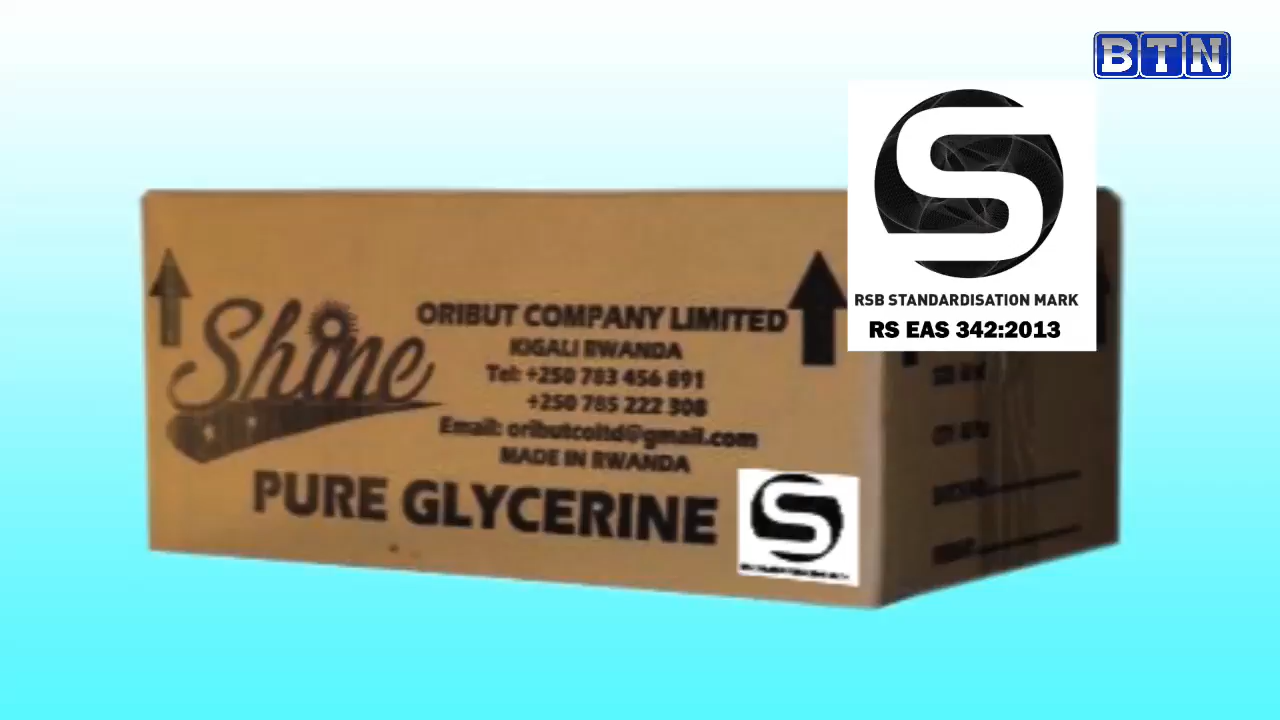 BTN
S
RSB STANDARDISATION MARK
RS EAS 342:2013
Shine
ORIBUT COMPANY LIMITED
KIGALI RWANDA
Tel: +250 783 456 891
+250 785 222 308
Email: oributcoltd@gmail.com
MADE IN RWANDA
PURE GLYCERINE
S